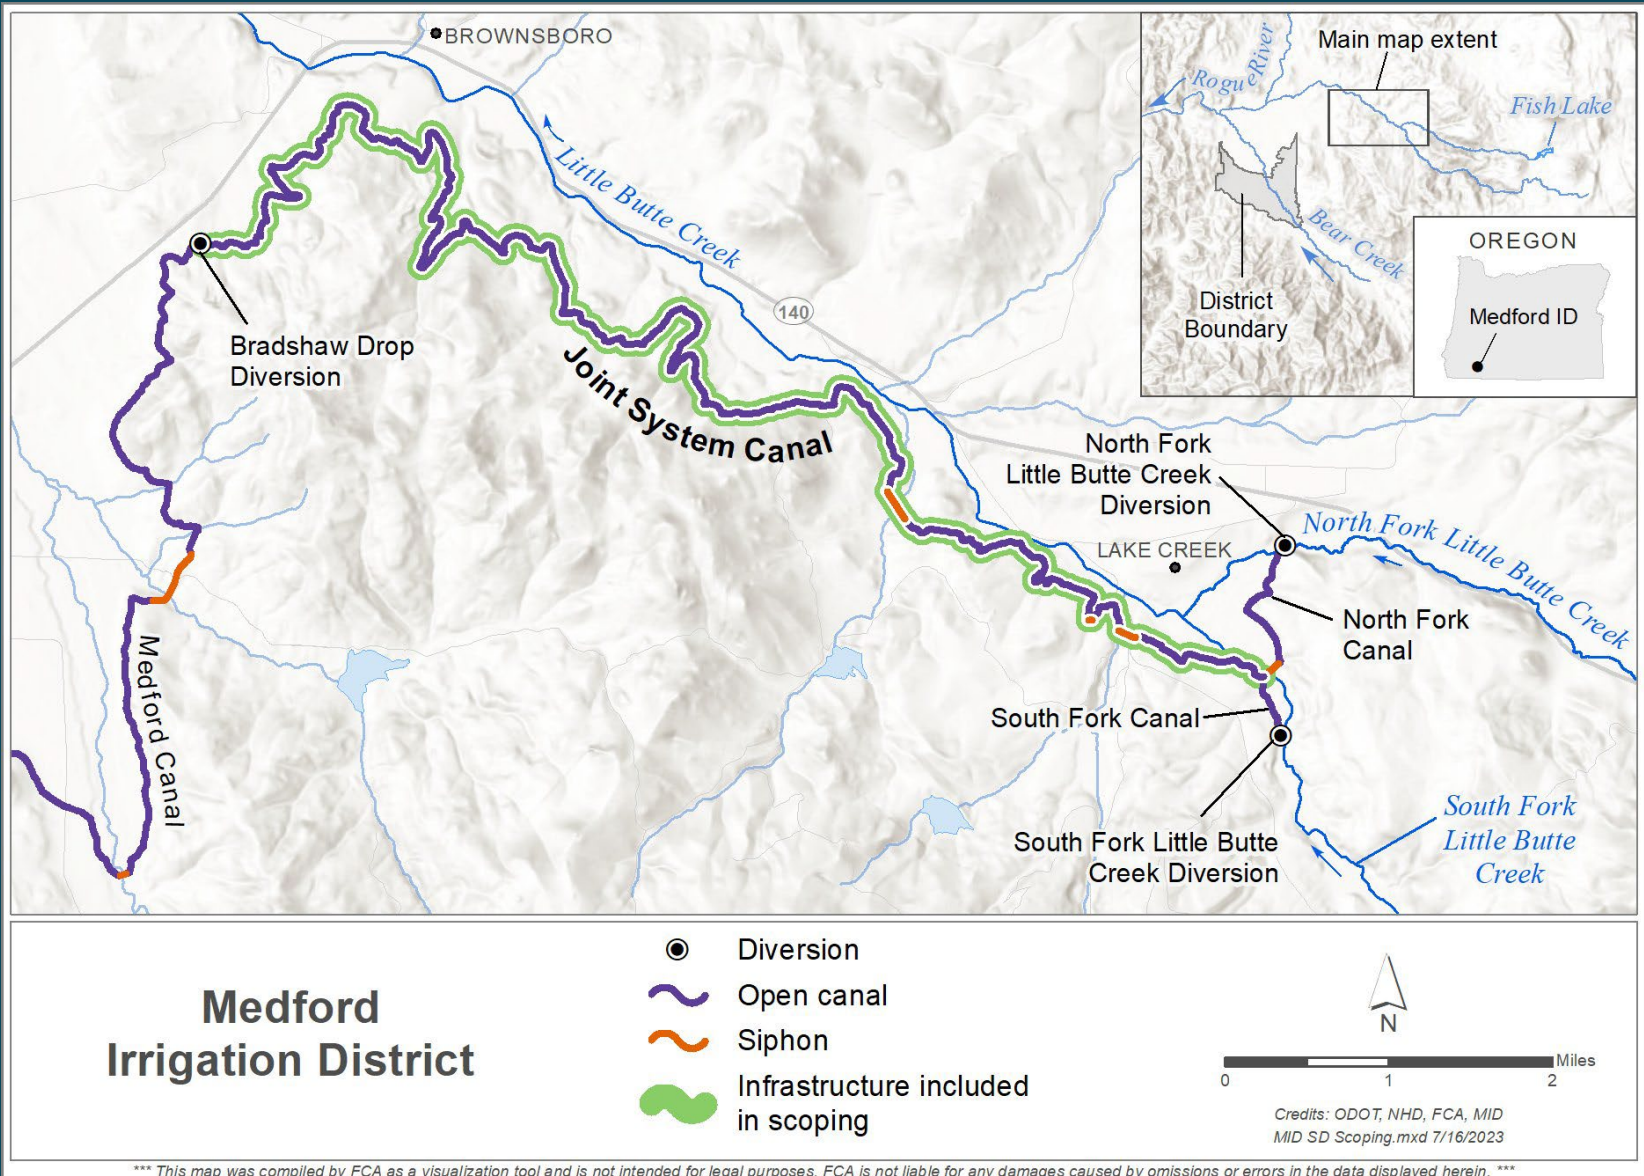 BROWNSBORO
Main map extent
Rogue River
Fish Lake
Little Butte Creek
Bear Creek
District
Boundary
OREGON
Medford ID
140
Bradshaw Drop
Diversion
Joint System Canal
North Fork
Little Butte Creek
Diversion
North Fork Little Butte Creek
LAKE CREEK
North Fork
Canal
Medford Canal
South Fork Canal
South Fork Little Butte
Creek Diversion
South Fork
Little Butte
Creek
Medford
Irrigation District
Diversion
Open canal
Siphon
Infrastructure included
in scoping
N
Miles
0 1 2
Credits: ODOT, NHD, FCA, MID
MID SD Scoping.mxd 7/16/2023
*** This map was compiled by FCA as a visualization tool and is not intended for legal purposes. FCA is not liable for any damages caused by omissions or errors in the data displayed herein. ***